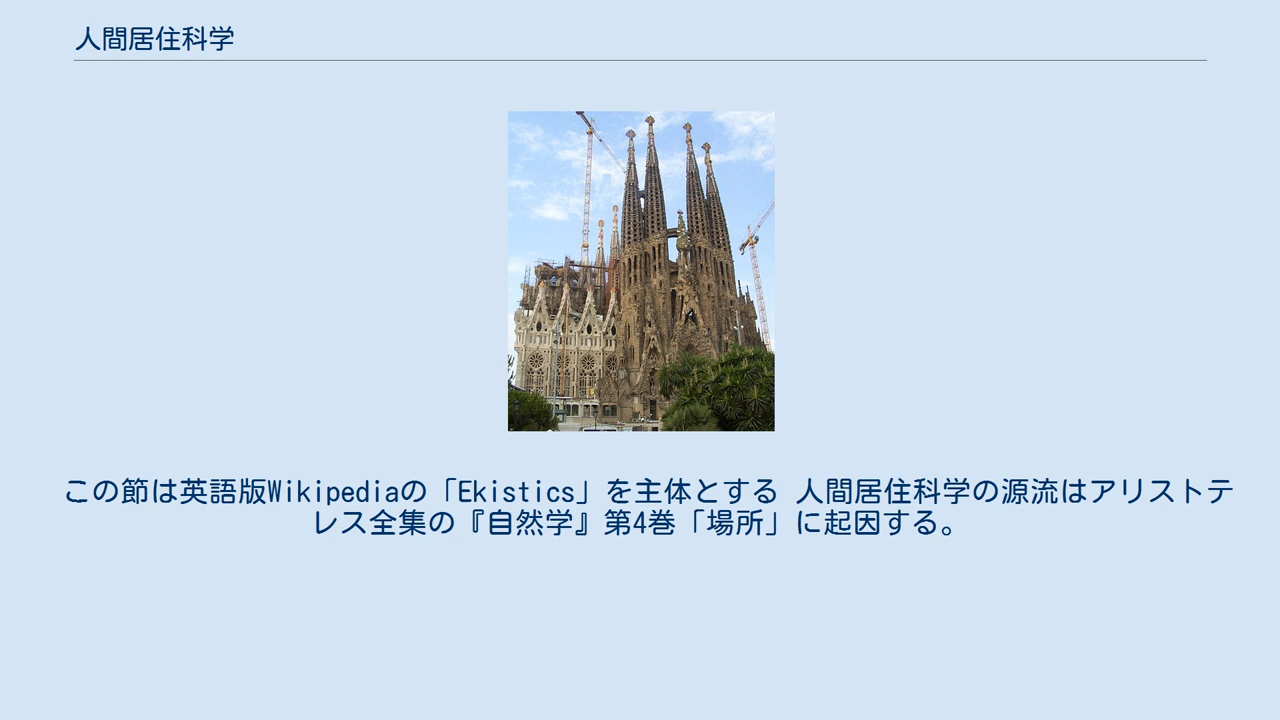 人間居住科学
この節は英語版Wikipediaの「Ekistics」を主体とする 人間居住科学の源流はアリストテ
レス全集の『自然学』第4巻「場所」に起因する。